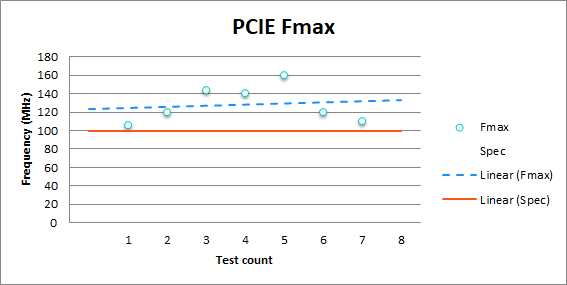 PCIE Fmax
180
160
140
120
100
80
60
40
20
0
Frequency (MHz)
1 2 3 4 5 6 7 8
Test count
Fmax
Spec
Linear (Fmax)
Linear (Spec)